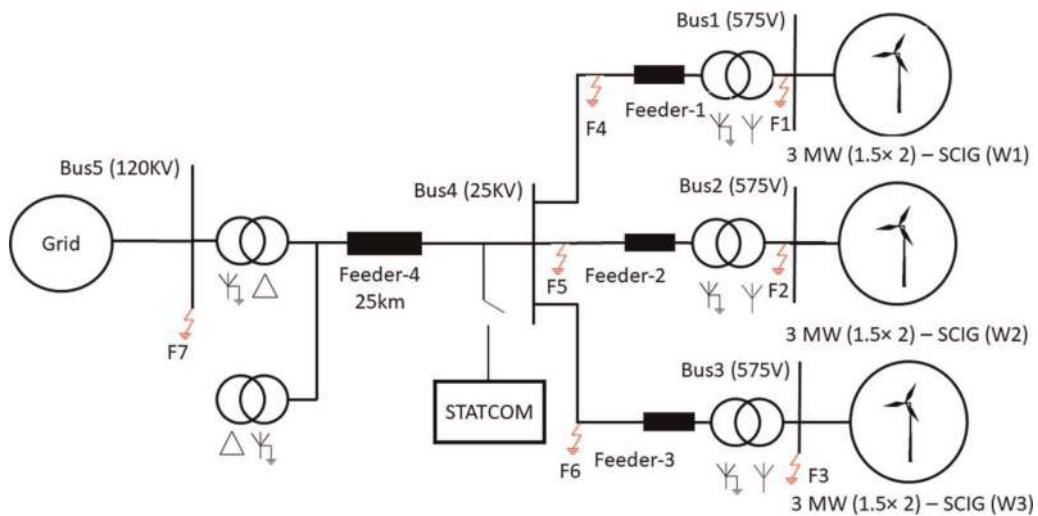 Bus1 (575V)
Feeder-1
F4
F1
3 MW (1.5× 2) – SCIG (W1)
Bus5 (120KV)
Bus4 (25KV)
Bus2 (575V)
Grid
Feeder-4
25km
F5
Feeder-2
F2
F7
3 MW (1.5× 2) – SCIG (W2)
Bus3 (575V)
STATCOM
F6
Feeder-3
F3
3 MW (1.5× 2) – SCIG (W3)